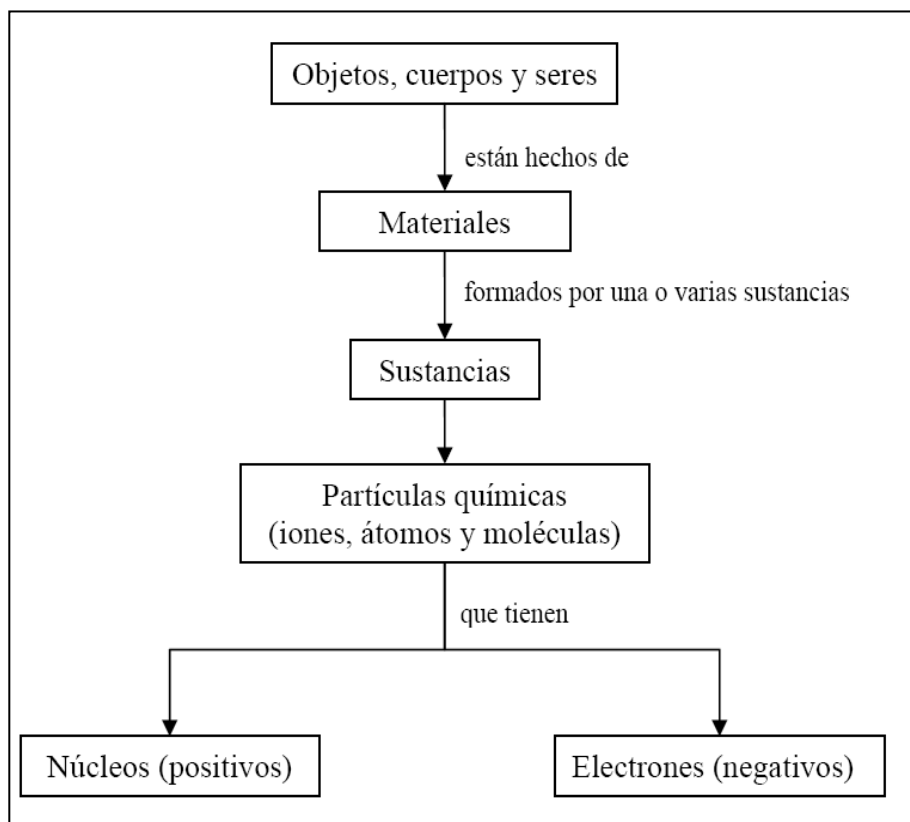 Objetos, cuerpos y seres
están hechos de
Materiales
formados por una o varias sustancias
Sustancias
Partículas químicas
(iones, átomos y moléculas)
que tienen
Núcleos (positivos)
Electrones (negativos)